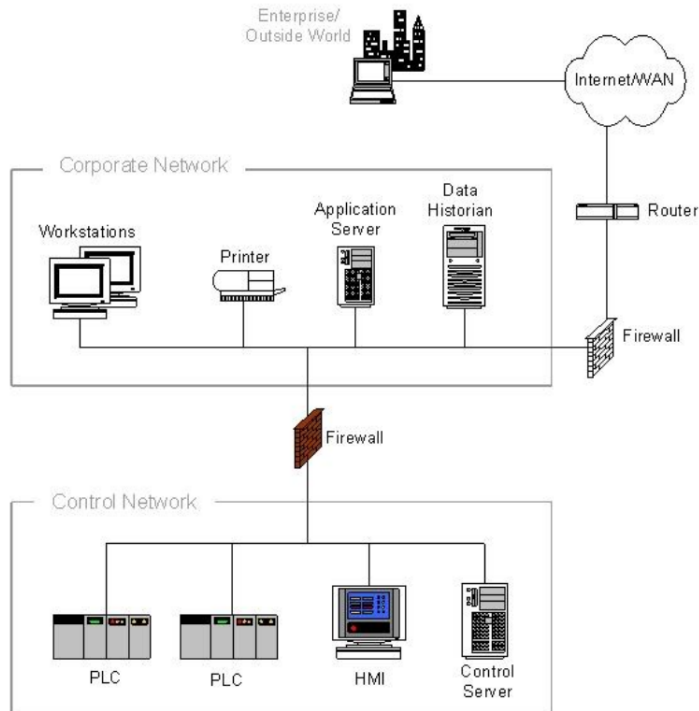 Enterprise/
Outside World
Internet/WAN
Corporate Network
Router
Workstations
Printer
Application
Server
Data
Historian
Firewall
Firewall
Control Network
PLC
PLC
HMI
Control
Server